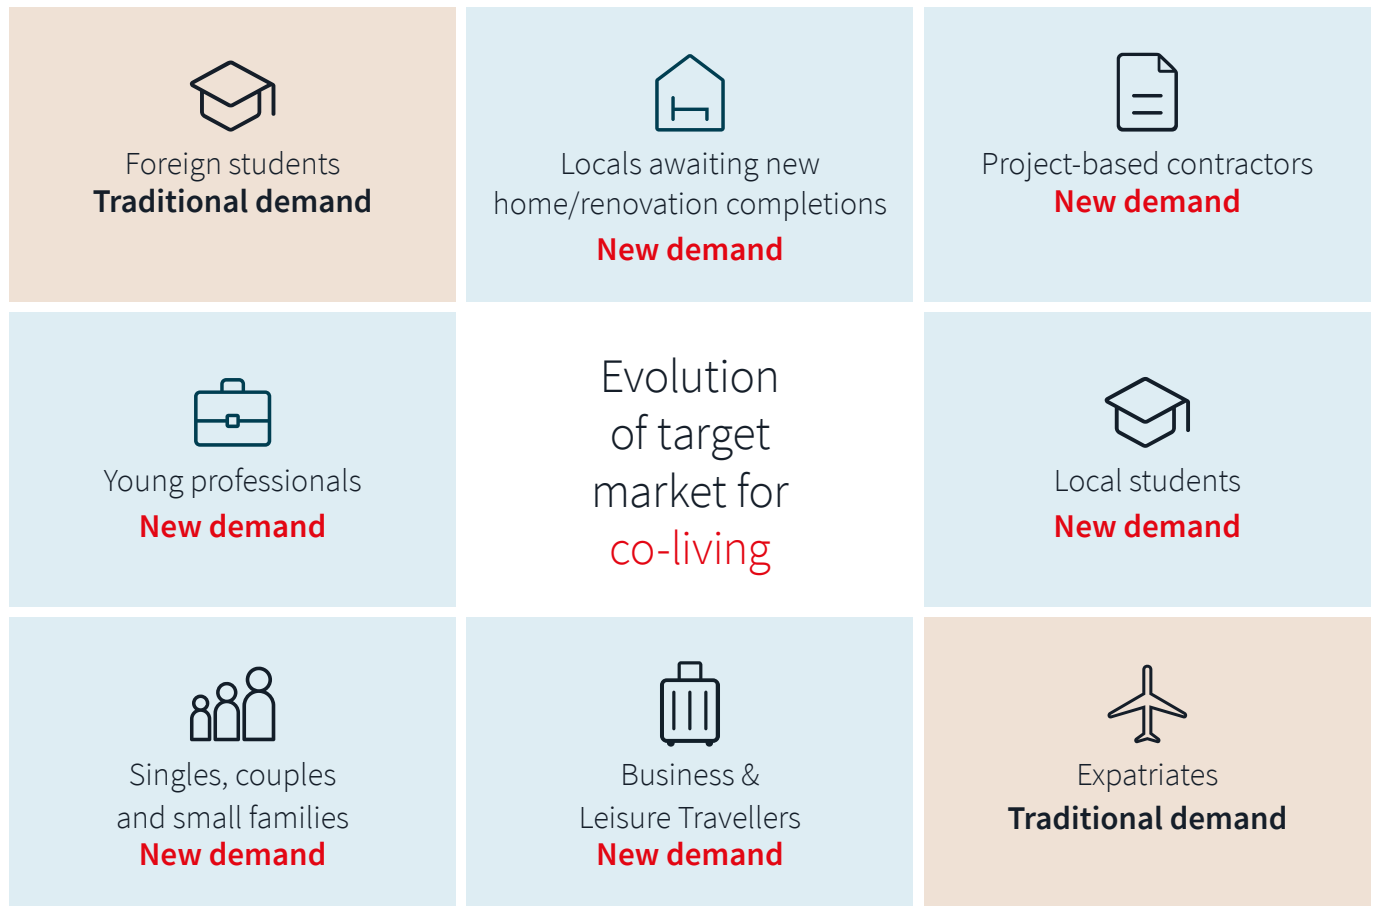 Foreign students
Traditional demand
Locals awaiting new
home/renovation completions
New demand
Project-based contractors
New demand
Young professionals
New demand
Evolution
of target
market for
co-living
Local students
New demand
Singles, couples
and small families
New demand
Business &
Leisure Travellers
New demand
Expatriates
Traditional demand